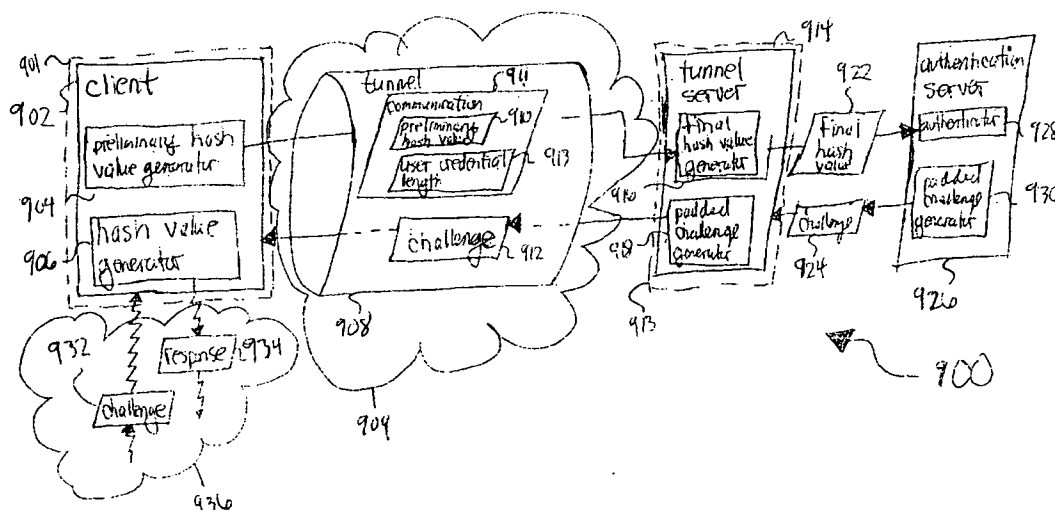 901
902
client
preliminary hash
value generator
904
906
hash value
generator
tunnel
communication
911
preliminary
hash value
910
user credential
length
913
challenge
912
908
909
914
tunnel
server
final
hash value
generator
916
padded
challenge
generator
918
913
922
final
hash
value
challenge
924
authentication
server
authenticator
928
padded
challenge
generator
930
926
932
challenge
response
934
936
900